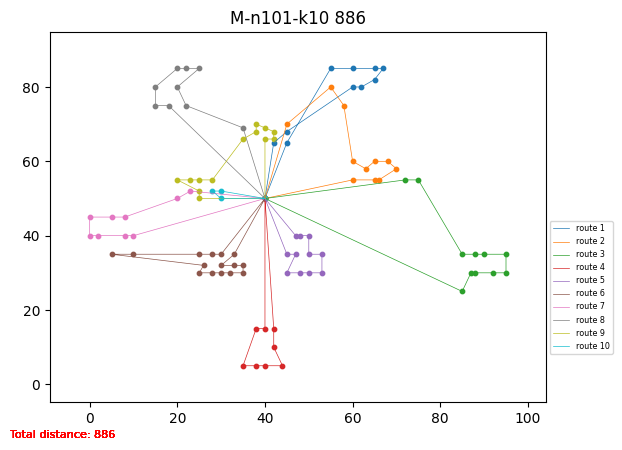 M-n101-k10 886
80
60
40
20
0
0 20 40 60 80 100
route 1
route 2
route 3
route 4
route 5
route 6
route 7
route 8
route 9
route 10
Total distance: 886